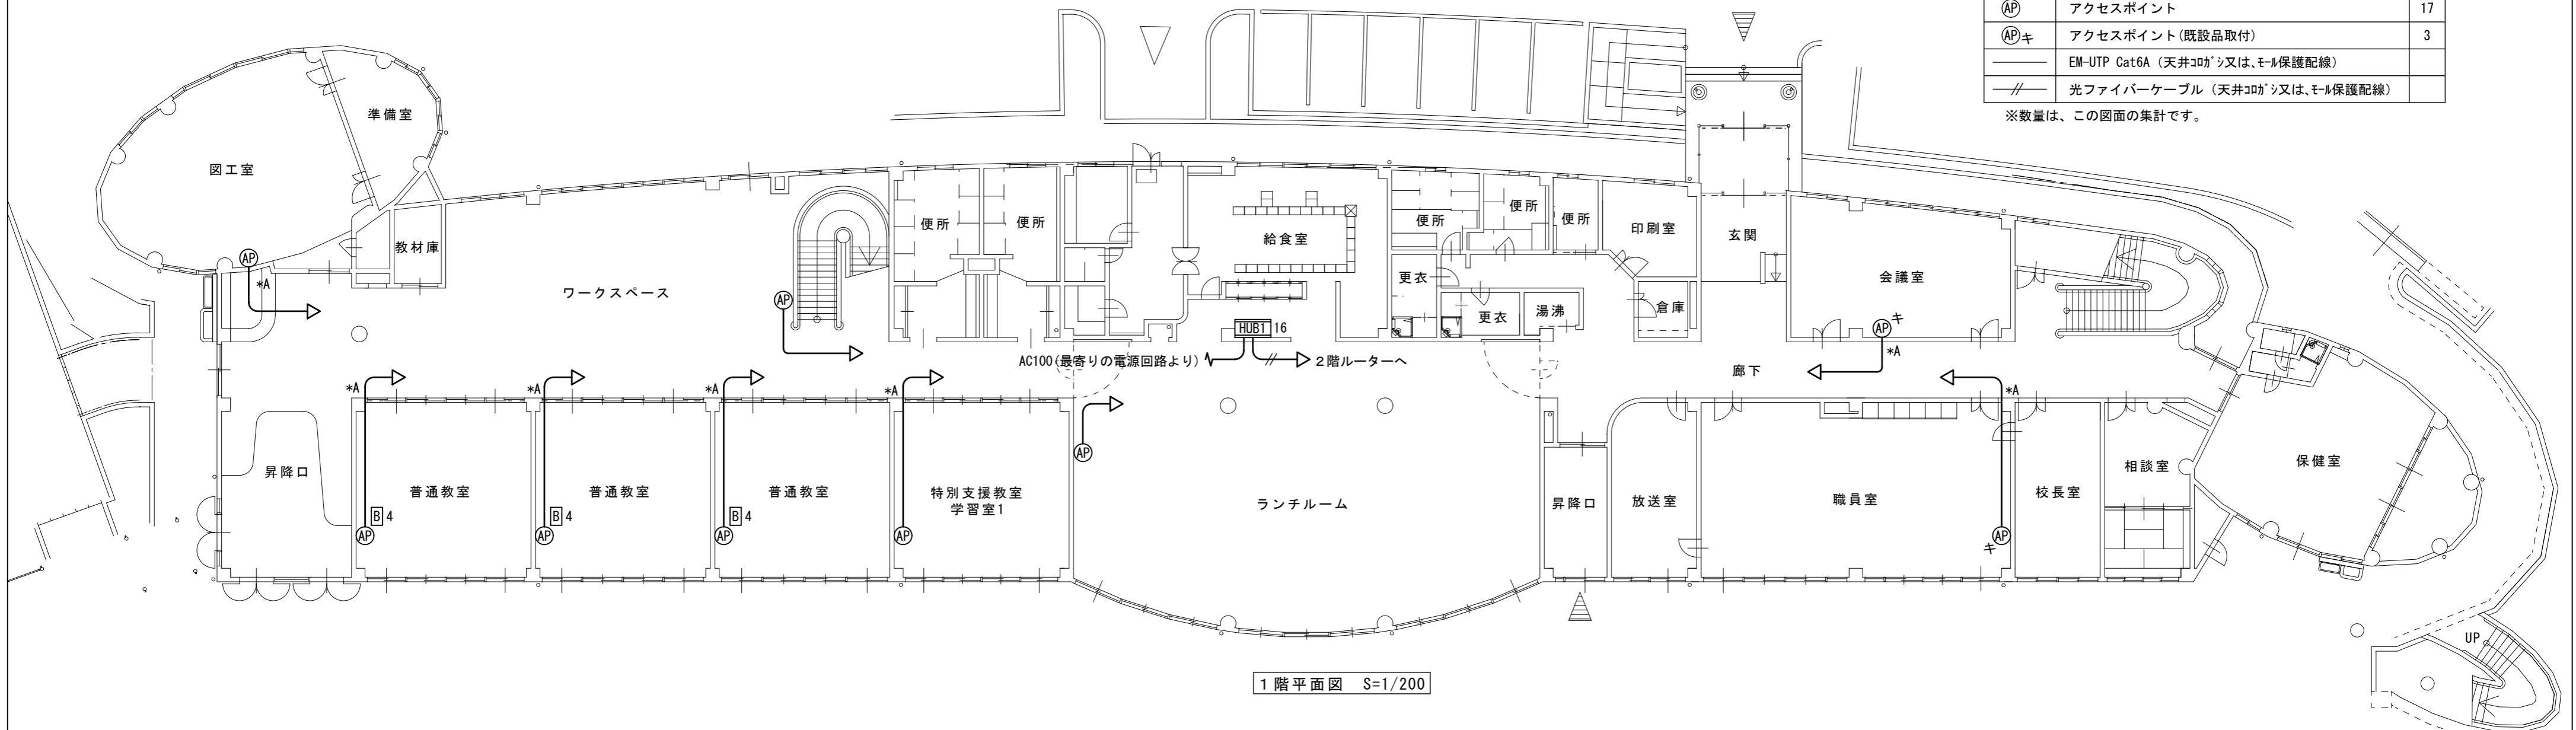 AP アクセスポイント 17
AP キ アクセスポイント(既設品取付) 3
EM-UTP Cat6A (天井コロガシ又は、モール保護配線)
光ファイバーケーブル (天井コロガシ又は、モール保護配線)
※数量は、この図面の集計です。
準備室
図工室
教材庫
AP
*A
ワークスペース
AP
便所
便所
給食室
便所
便所
便所
印刷室
玄関
会議室
更衣
更衣
湯沸
倉庫
HUB1 16
AC100(最寄りの電源回路より)
2階ルーターへ
AP キ
*A
廊下
*A
*A
*A
*A
*A
AP
昇降口
普通教室
普通教室
普通教室
特別支援教室
学習室1
ランチルーム
昇降口
放送室
職員室
校長室
相談室
保健室
B 4
B 4
B 4
AP
AP
AP
AP
AP
キ
UP
1階平面図 S=1/200